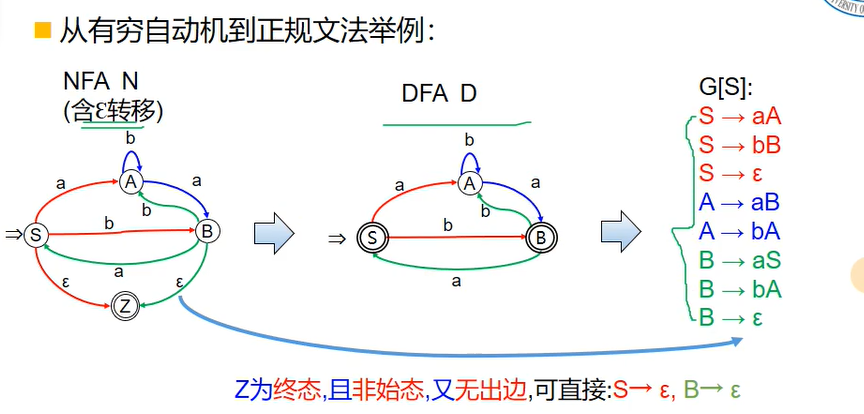 从有穷自动机到正规文法举例：
NFA N
(含ε转移)
DFA D
G[S]:
S → aA
S → bB
S → ε
A → aB
A → bA
B → aS
B → bA
B → ε
b
a
A
a
b
⇒ S
b
B
a
ε
ε
Z
b
a
A
a
b
⇒ S
b
B
a
Z为终态,且非始态,又无出边,可直接:S→ ε, B→ ε